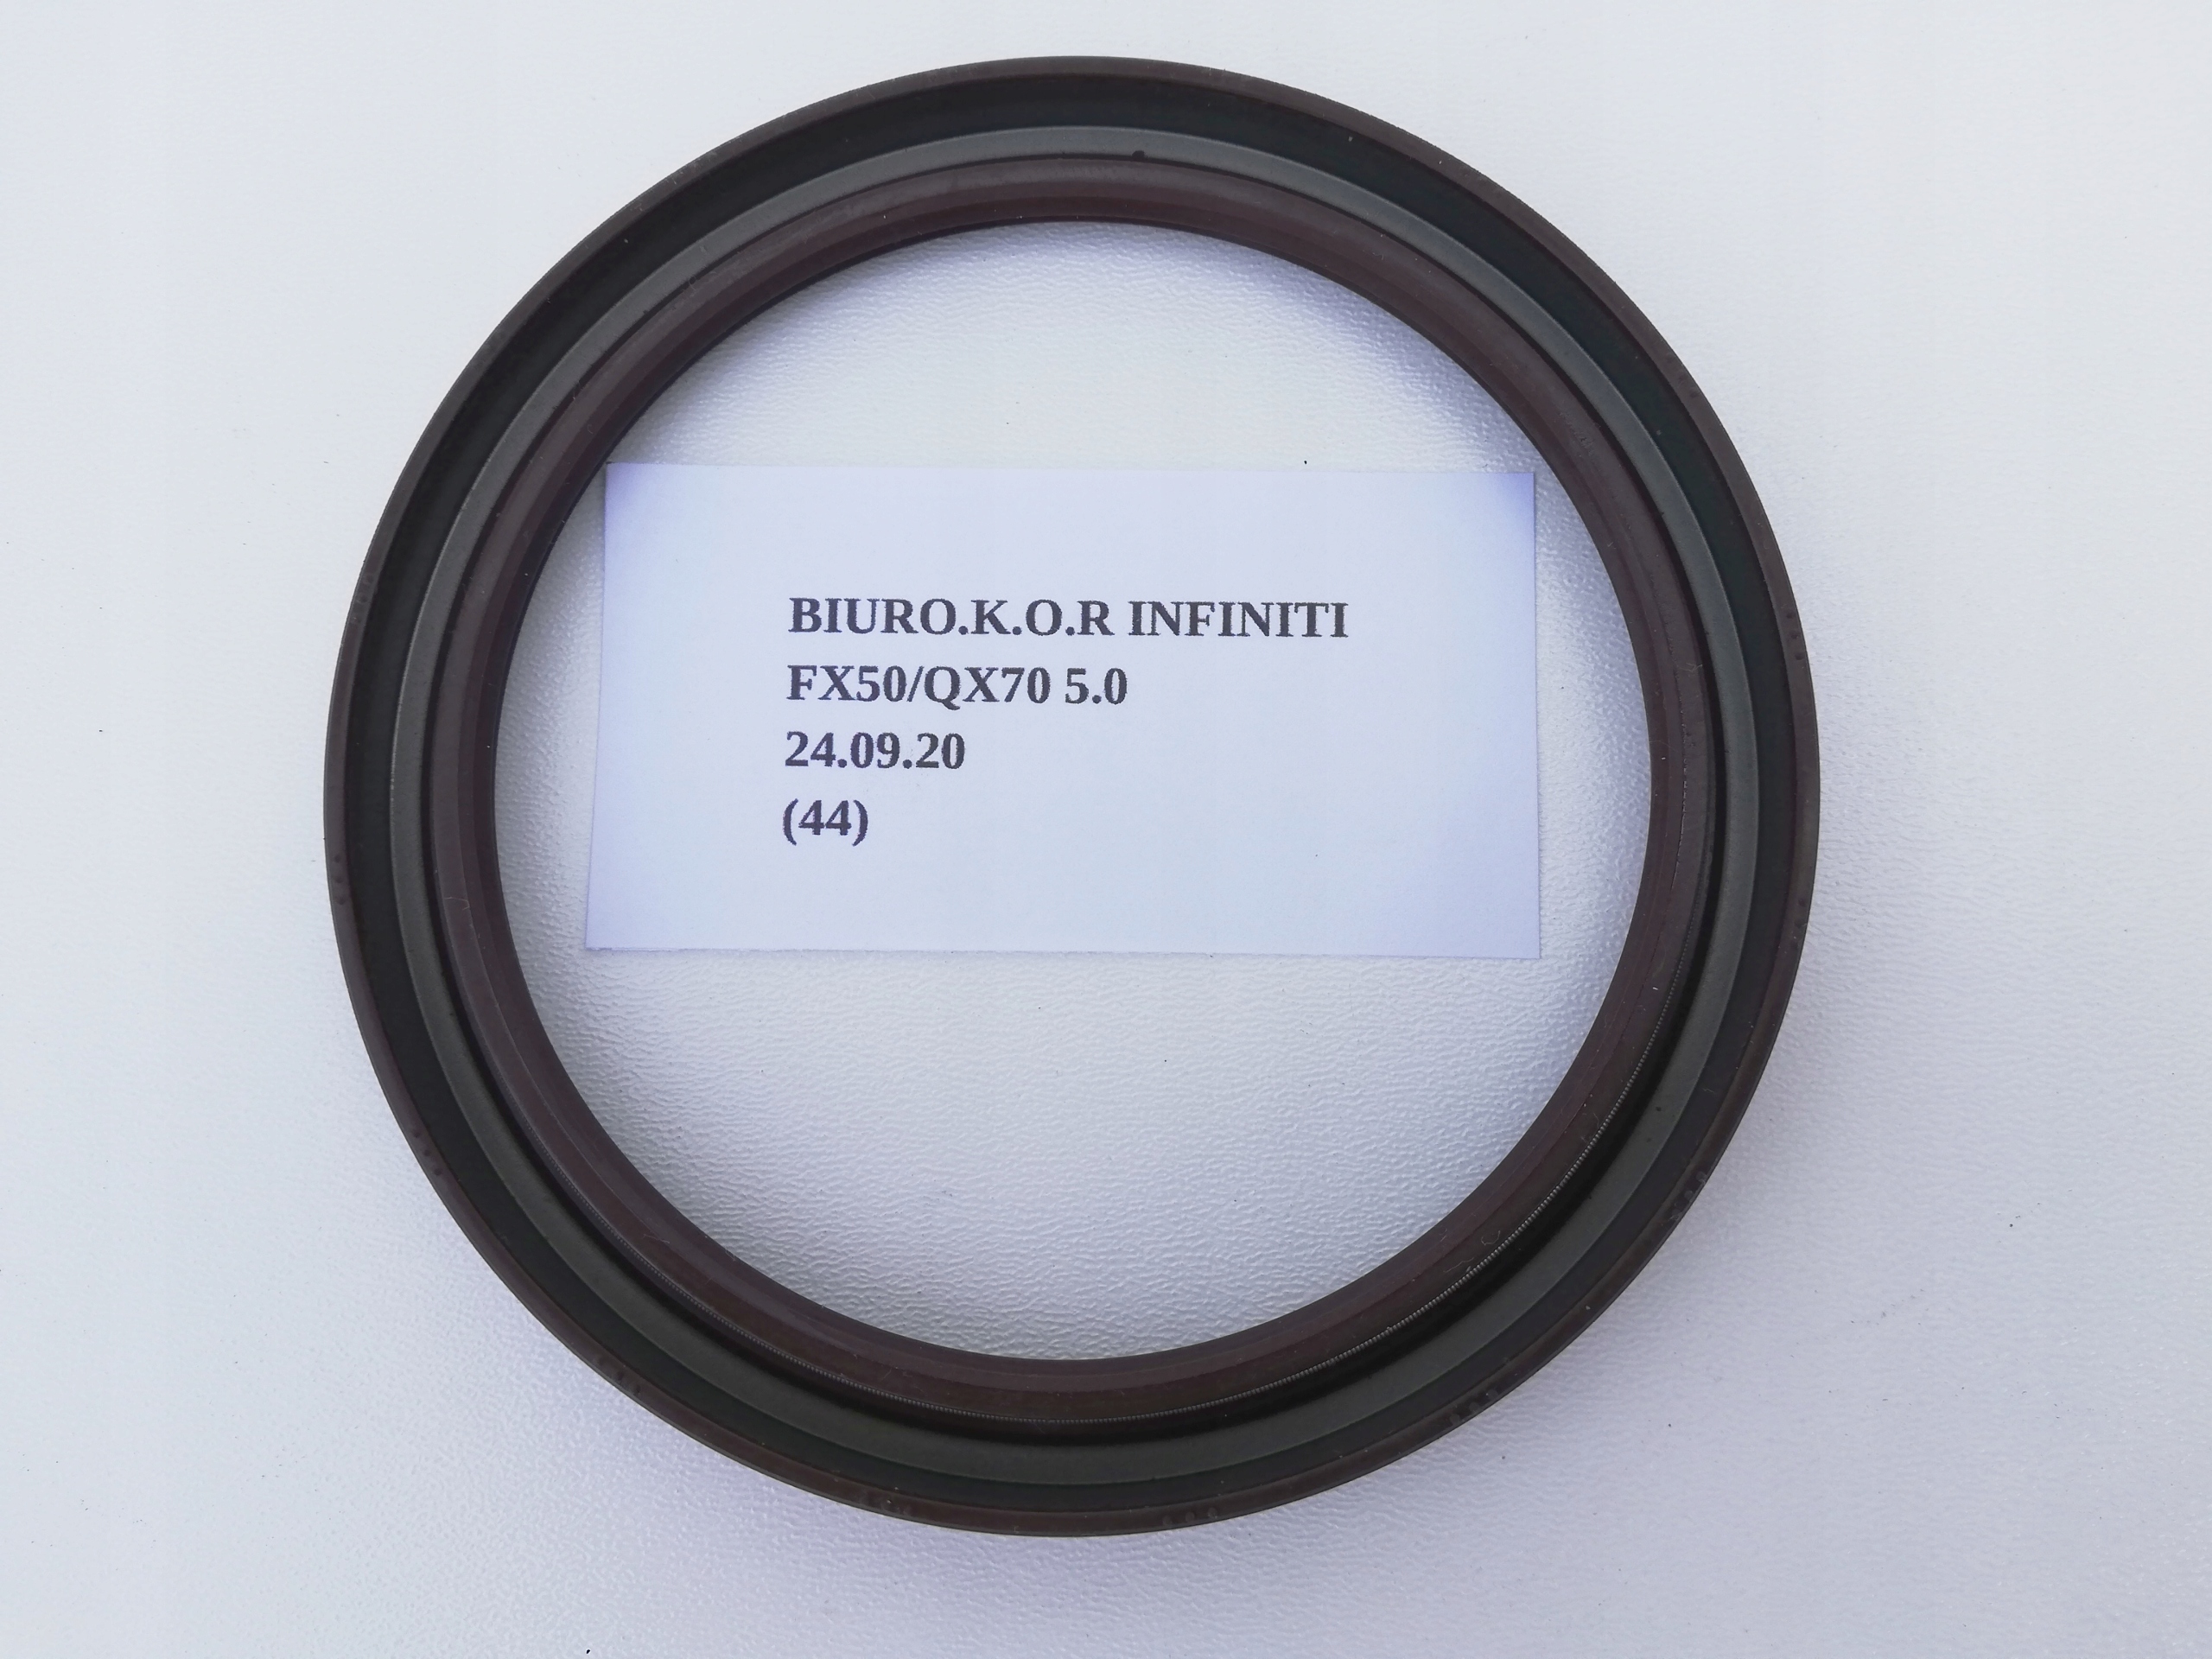 BIURO.K.O.R INFINITI
FX50/QX70 5.0
24.09.20
(44)